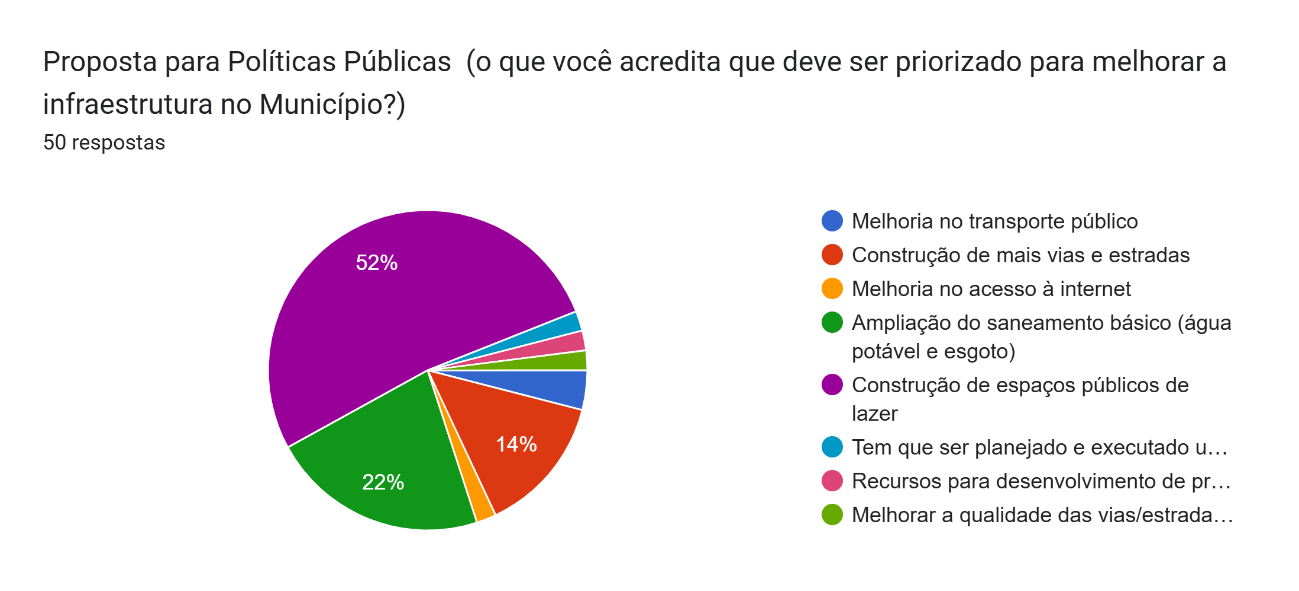 Proposta para Políticas Públicas  (o que você acredita que deve ser priorizado para melhorar a
infraestrutura no Município?)
50 respostas
52%
14%
22%
Melhoria no transporte público
Construção de mais vias e estradas
Melhoria no acesso à internet
Ampliação do saneamento básico (água
potável e esgoto)
Construção de espaços públicos de
lazer
Tem que ser planejado e executado u…
Recursos para desenvolvimento de pr…
Melhorar a qualidade das vias/estrada…